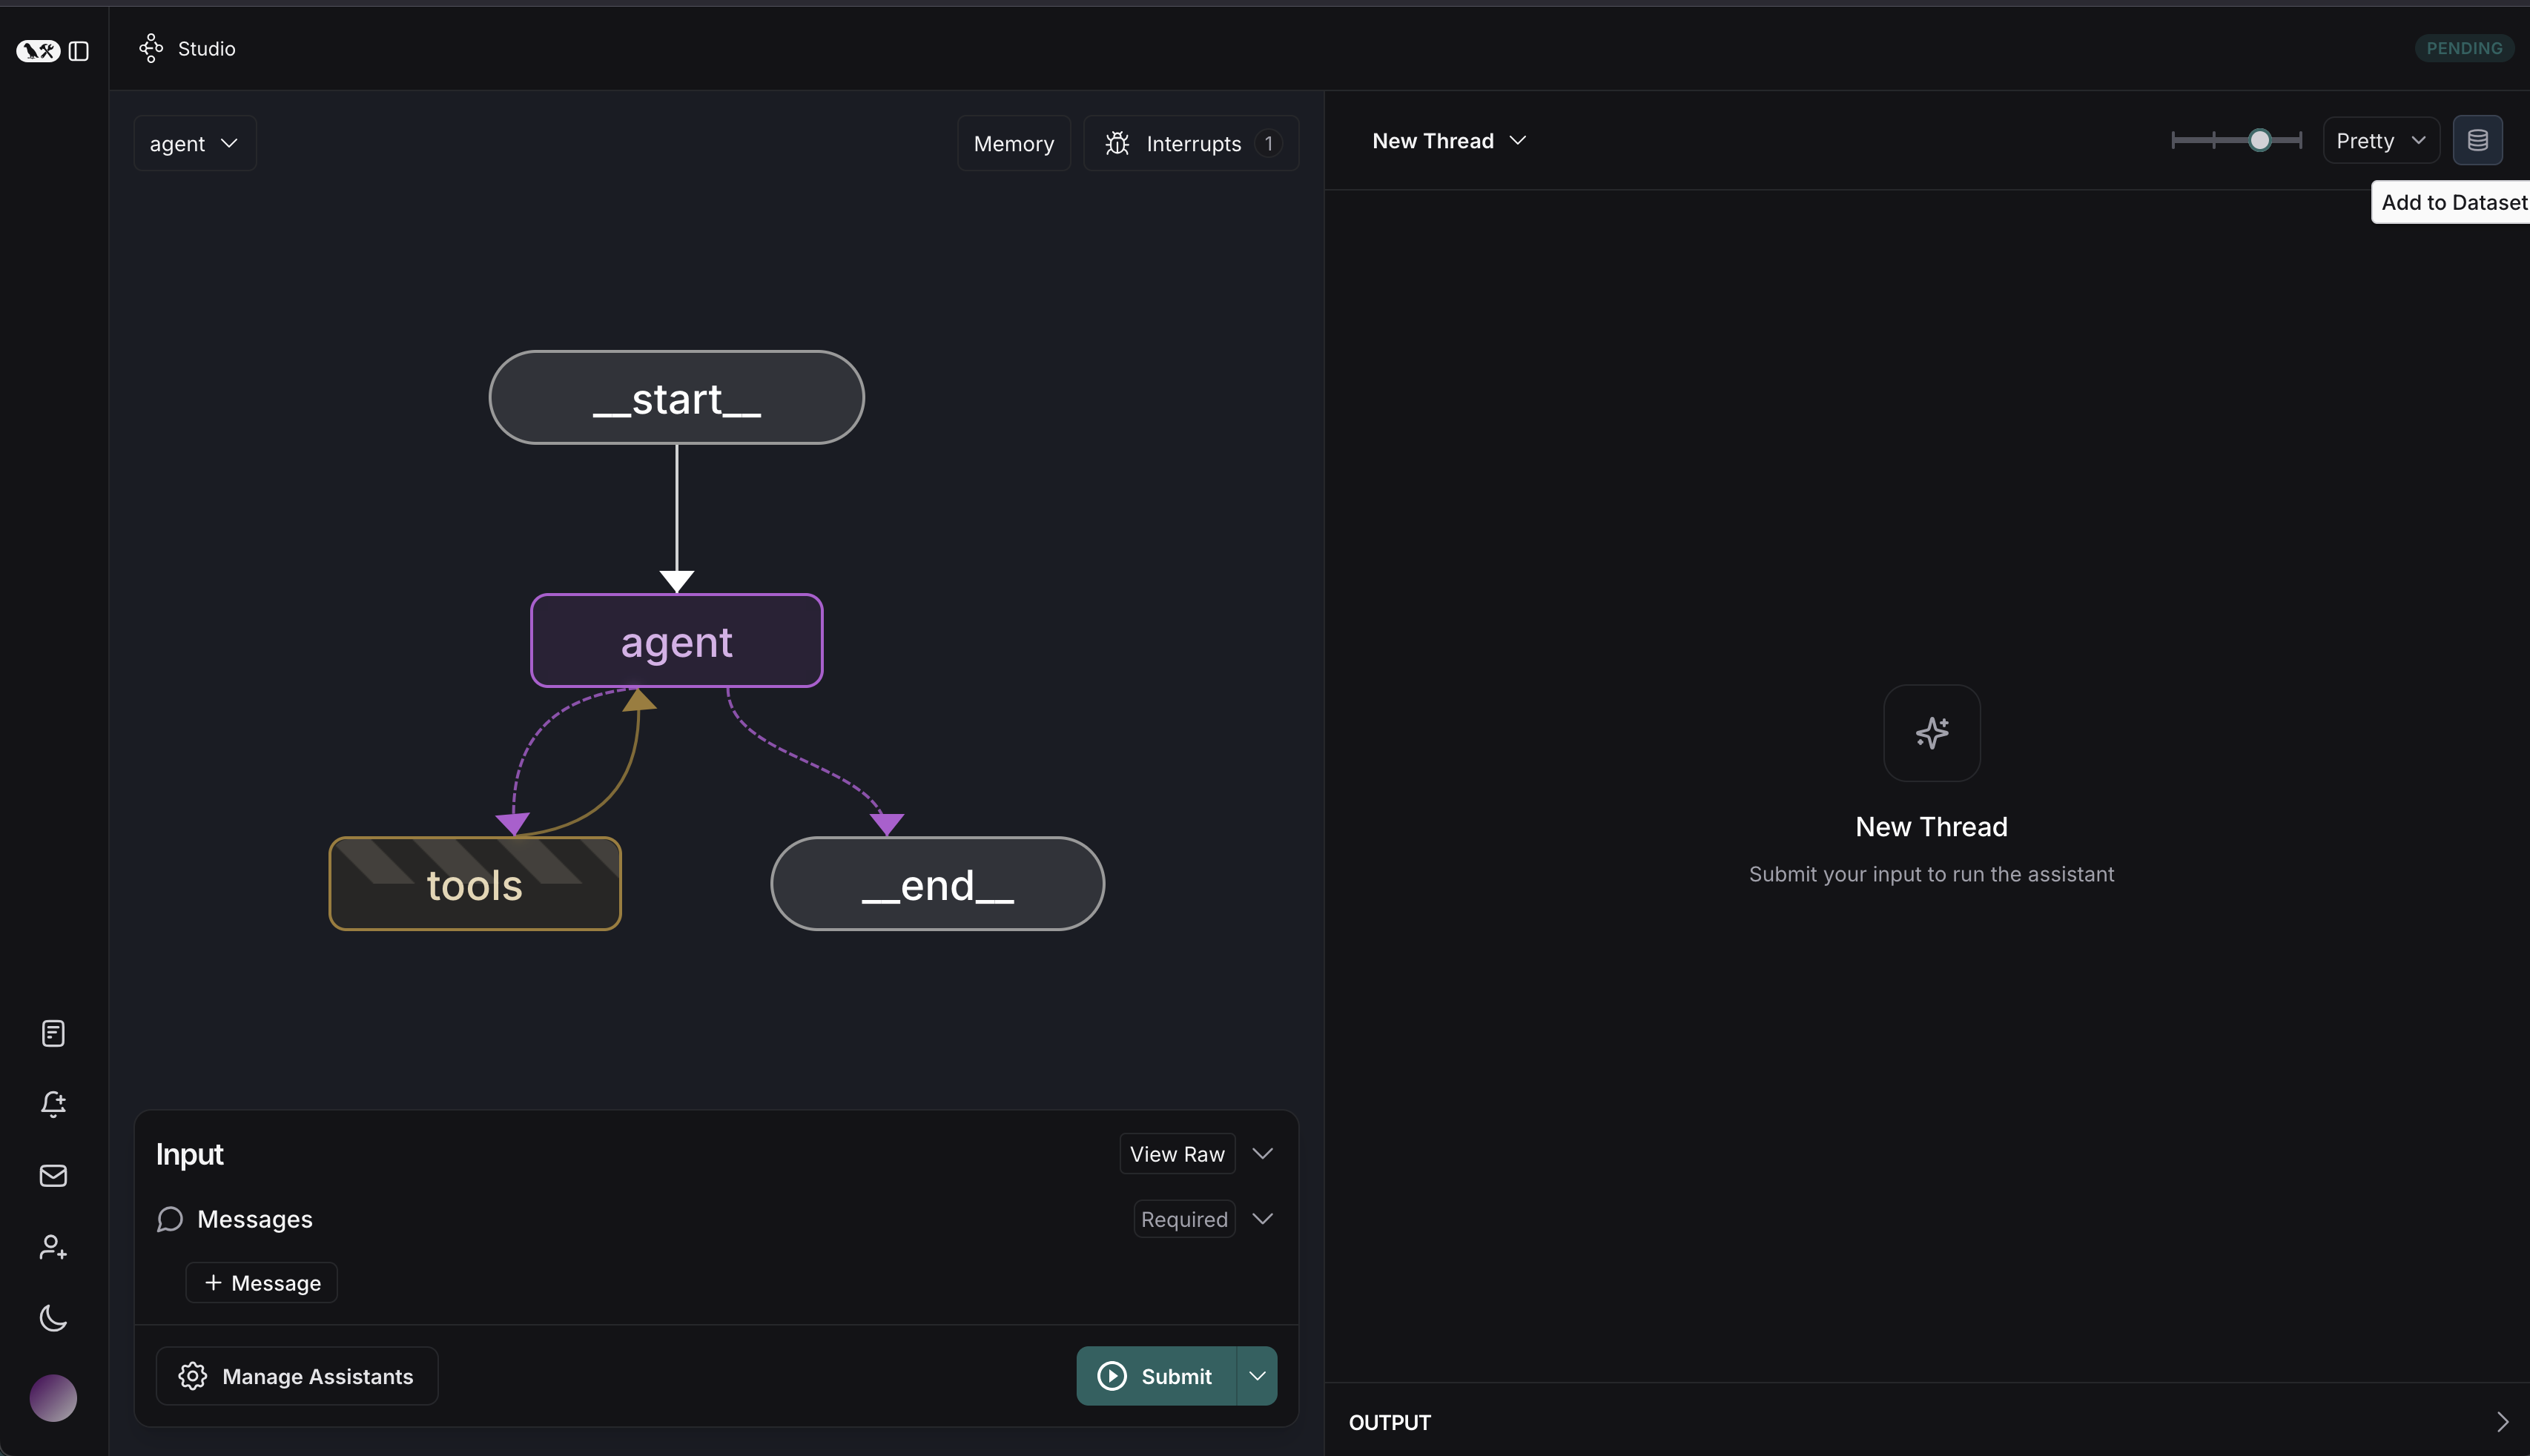 Studio
PENDING
agent
Memory
Interrupts 1
New Thread
Pretty
Add to Dataset
__start__
agent
tools
__end__
New Thread
Submit your input to run the assistant
Input
View Raw
Messages
Required
+ Message
Manage Assistants
Submit
OUTPUT